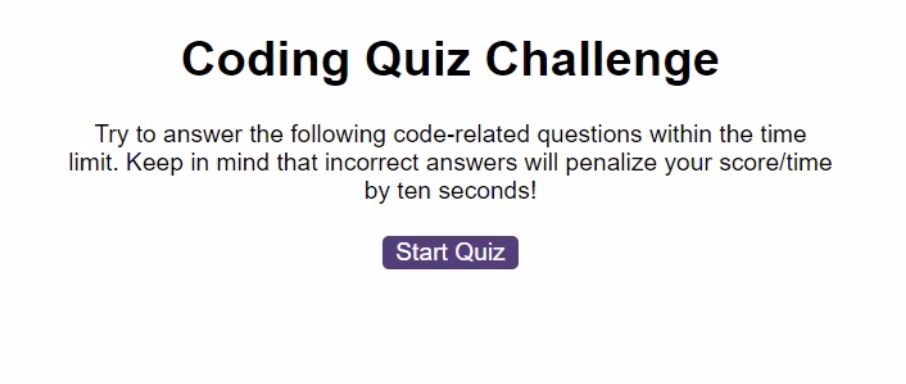 Coding Quiz Challenge
Try to answer the following code-related questions within the time
limit. Keep in mind that incorrect answers will penalize your score/time
by ten seconds!
Start Quiz